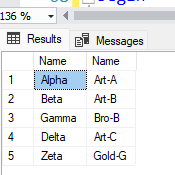 136 %
Results Messages
Name Name
1 Alpha Art-A
2 Beta Art-B
3 Gamma Bro-B
4 Delta Art-C
5 Zeta Gold-G